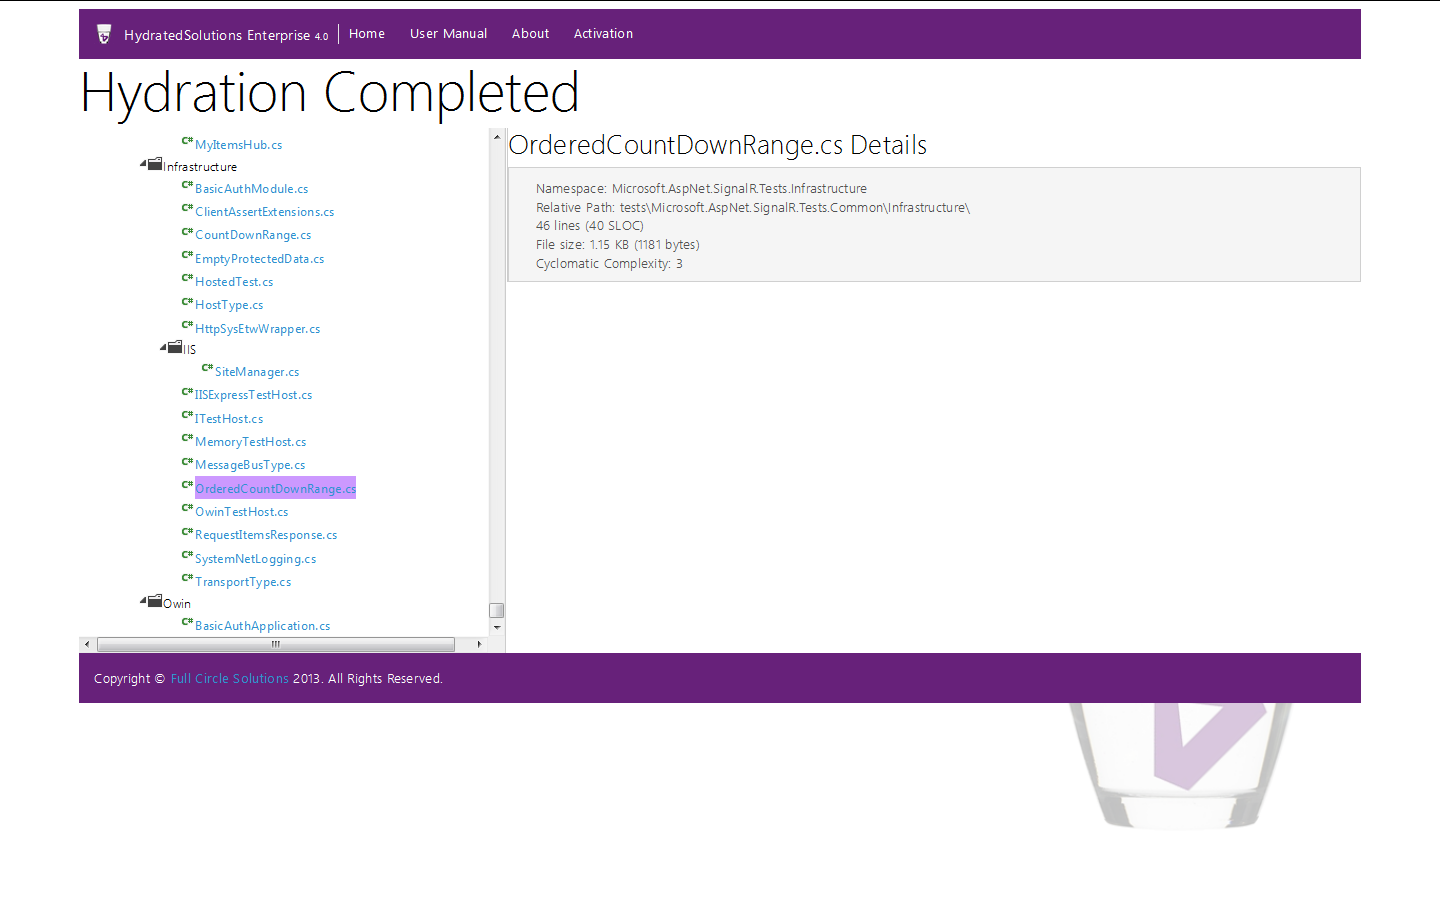 HydratedSolutions Enterprise 4.0 Home User Manual About Activation
Hydration Completed
C# MyItemsHub.cs
Infrastructure
C# BasicAuthModule.cs
C# ClientAssertExtensions.cs
C# CountDownRange.cs
C# EmptyProtectedData.cs
C# HostedTest.cs
C# HostType.cs
C# HttpSysEtwWrapper.cs
IIS
C# SiteManager.cs
C# IISExpressTestHost.cs
C# ITestHost.cs
C# MemoryTestHost.cs
C# MessageBusType.cs
C# OrderedCountDownRange.cs
C# OwinTestHost.cs
C# RequestItemsResponse.cs
C# SystemNetLogging.cs
C# TransportType.cs
Owin
C# BasicAuthApplication.cs
OrderedCountDownRange.cs Details
Namespace: Microsoft.AspNet.SignalR.Tests.Infrastructure
Relative Path: tests\Microsoft.AspNet.SignalR.Tests.Common\Infrastructure\
46 lines (40 SLOC)
File size: 1.15 KB (1181 bytes)
Cyclomatic Complexity: 3
Copyright © Full Circle Solutions 2013. All Rights Reserved.